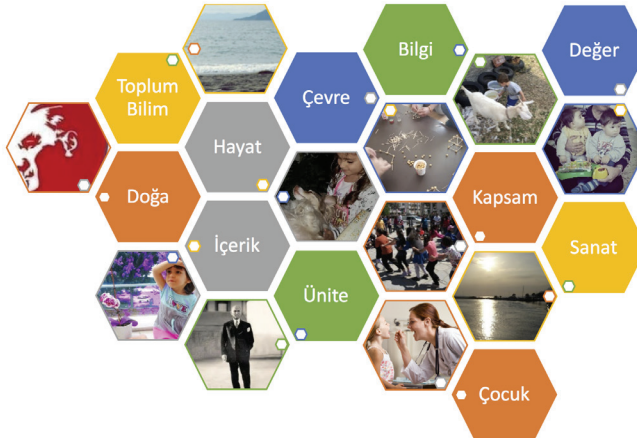 Bilgi
Değer
Toplum
Bilim
Çevre
Hayat
Doğa
Kapsam
İçerik
Sanat
Ünite
Çocuk